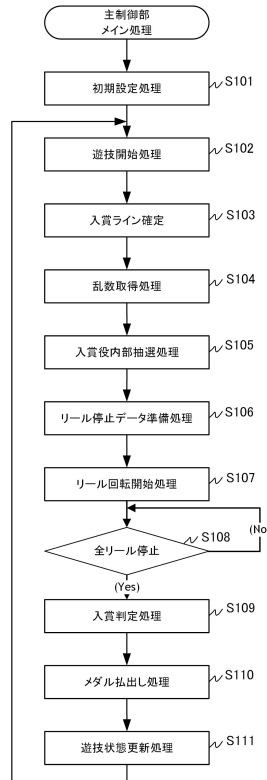 主制御部
メイン処理
初期設定処理
S101
遊技開始処理
S102
入賞ライン確定
S103
乱数取得処理
S104
入賞役内部抽選処理
S105
リール停止データ準備処理
S106
リール回転開始処理
S107
全リール停止
S108
(No
(Yes)
入賞判定処理
S109
メダル払出し処理
S110
遊技状態更新処理
S111